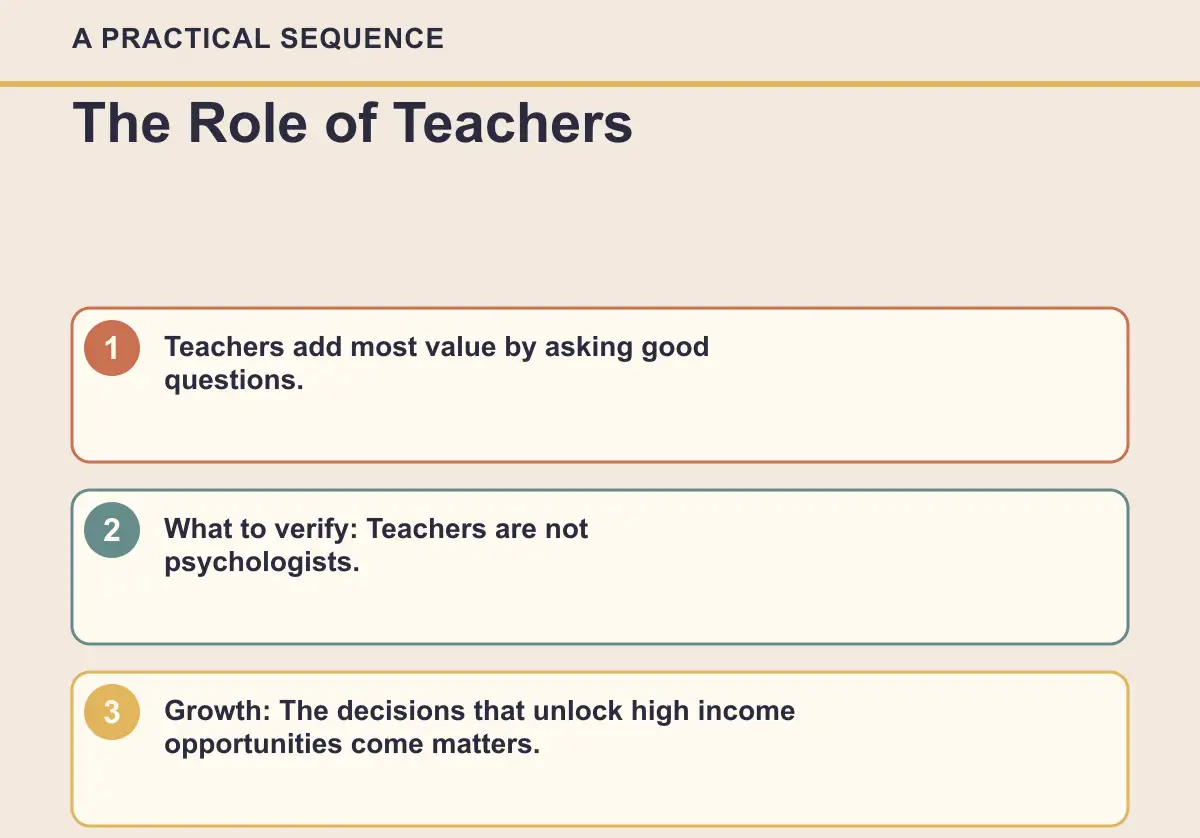 A PRACTICAL SEQUENCE
The Role of Teachers
1
Teachers add most value by asking good
questions.
2
What to verify: Teachers are not
psychologists.
3
Growth: The decisions that unlock high income
opportunities come matters.